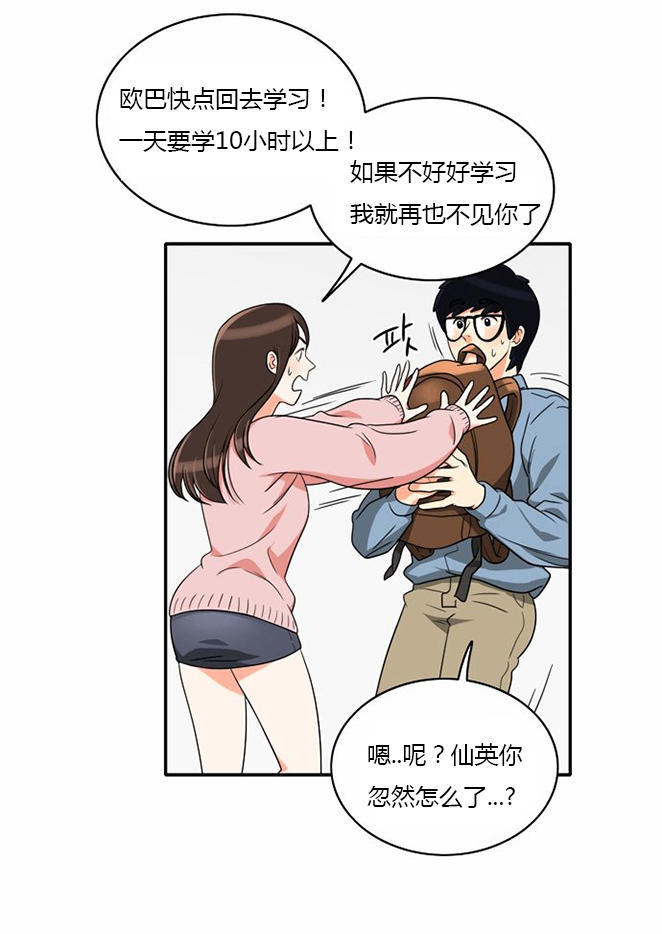 欧巴快点回去学习！
一天要学10小时以上！
如果不好好学习
我就再也不见你了
팟
嗯..呢？仙英你
忽然怎么了...?